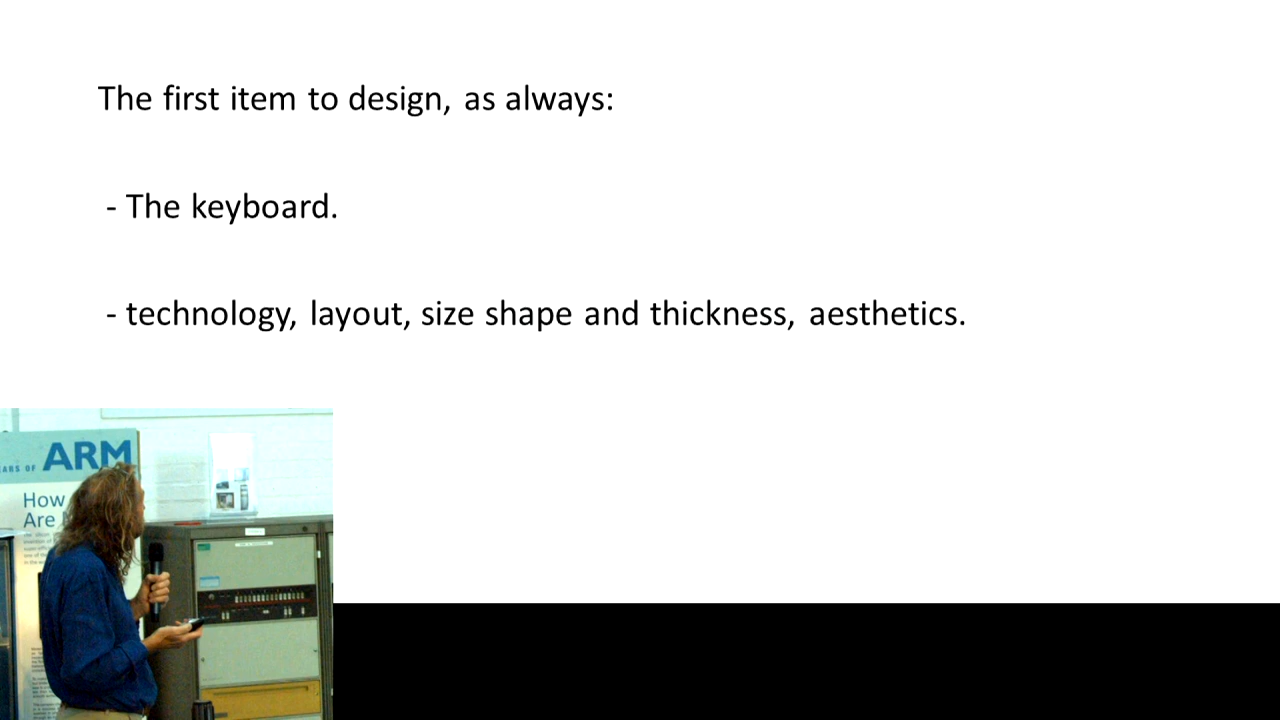 The first item to design, as always:
- The keyboard.
- technology, layout, size shape and thickness, aesthetics.
ARM
How
Are